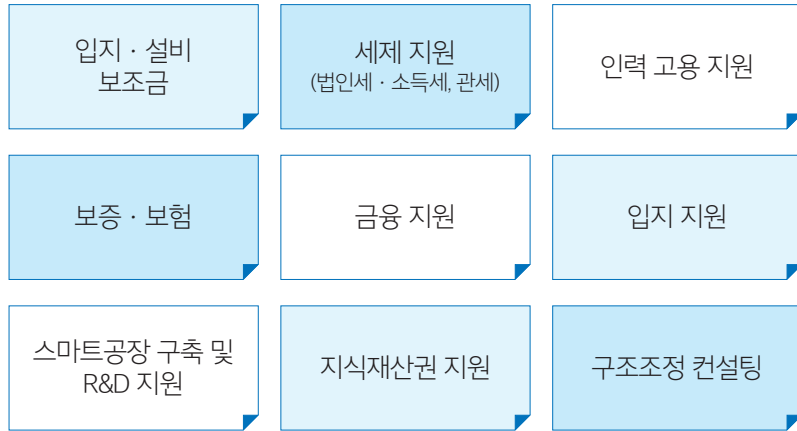 입지 · 설비
보조금
세제 지원
(법인세 · 소득세, 관세)
인력 고용 지원
보증 · 보험
금융 지원
입지 지원
스마트공장 구축 및
R&D 지원
지식재산권 지원
구조조정 컨설팅